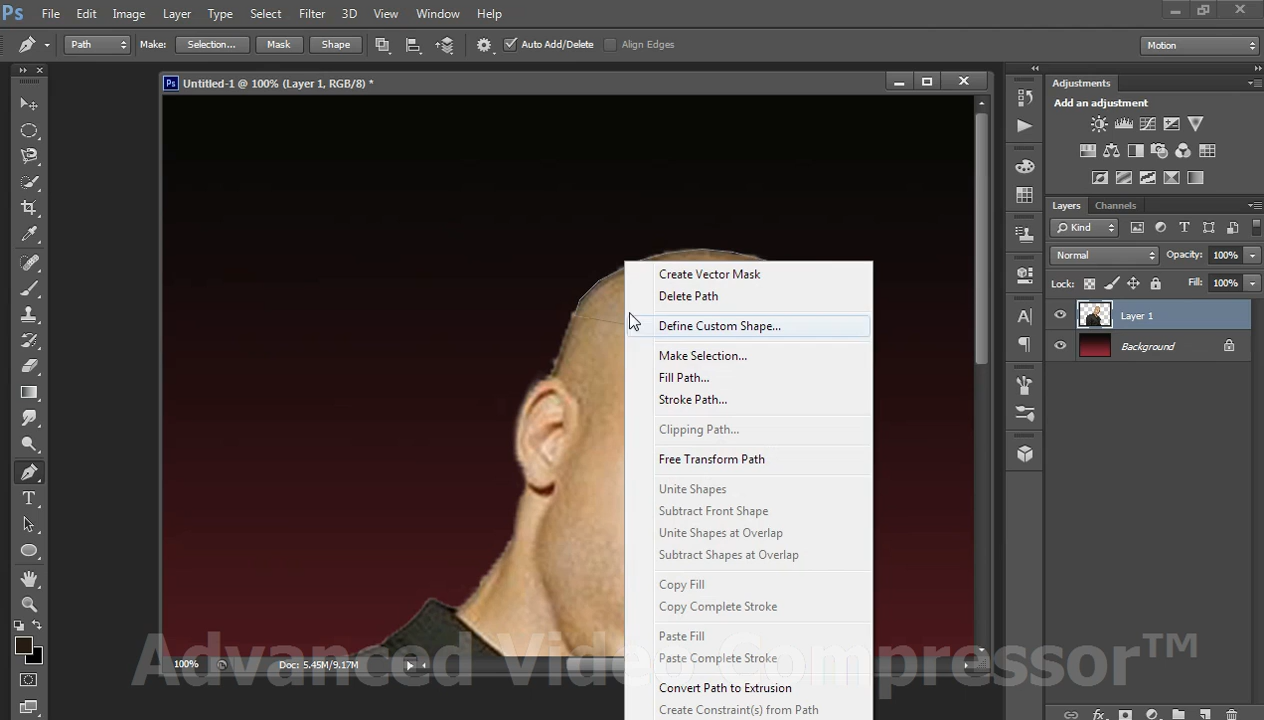 Ps File Edit Image Layer Type Select Filter 3D View Window Help
Path Make: Selection... Mask Shape Auto Add/Delete Align Edges Motion
Ps Untitled-1 @ 100% (Layer 1, RGB/8) *
Adjustments
Add an adjustment
Layers Channels
Kind
Normal Opacity: 100%
Lock: Fill: 100%
Layer 1
Background
Create Vector Mask
Delete Path
Define Custom Shape...
Make Selection...
Fill Path...
Stroke Path...
Clipping Path...
Free Transform Path
Unite Shapes
Subtract Front Shape
Unite Shapes at Overlap
Subtract Shapes at Overlap
Copy Fill
Copy Complete Stroke
Paste Fill
Paste Complete Stroke
Convert Path to Extrusion
Create Constraint(s) from Path
100% Doc: 5.45M/9.17M
Advanced Video Compressor™